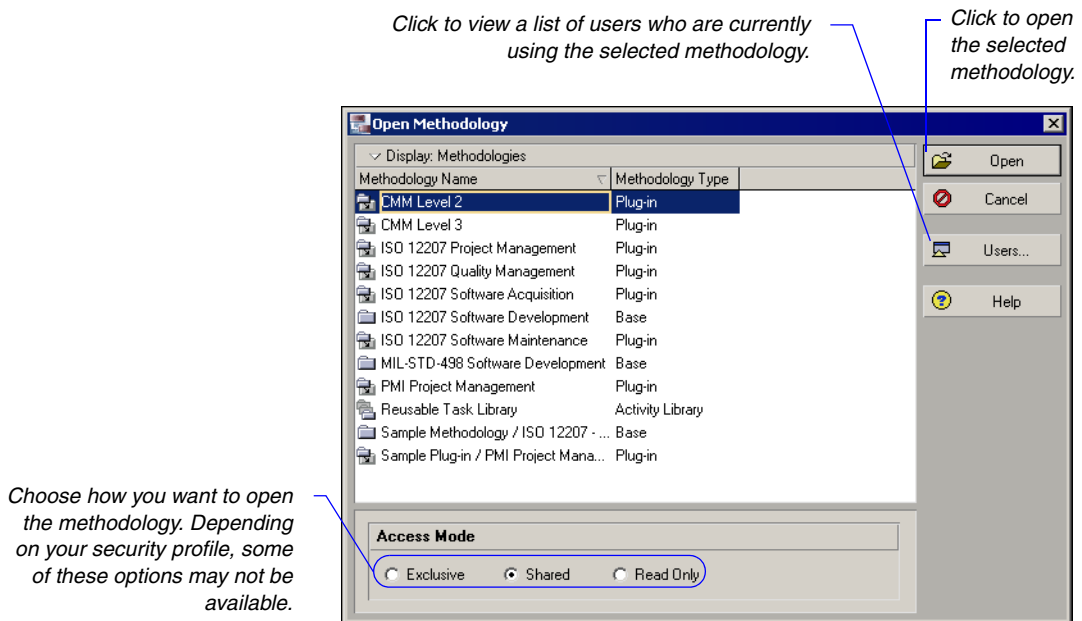 Click to view a list of users who are currently
using the selected methodology.
Click to open
the selected
methodology.
Open Methodology
Display: Methodologies
Methodology Name Methodology Type
CMM Level 2 Plug-in
CMM Level 3 Plug-in
ISO 12207 Project Management Plug-in
ISO 12207 Quality Management Plug-in
ISO 12207 Software Acquisition Plug-in
ISO 12207 Software Development Base
ISO 12207 Software Maintenance Plug-in
MIL-STD-498 Software Development Base
PMI Project Management Plug-in
Reusable Task Library Activity Library
Sample Methodology / ISO 12207 - ... Base
Sample Plug-in / PMI Project Mana... Plug-in
Open
Cancel
Users...
Help
Choose how you want to open
the methodology. Depending
on your security profile, some
of these options may not be
available.
Access Mode
Exclusive Shared Read Only